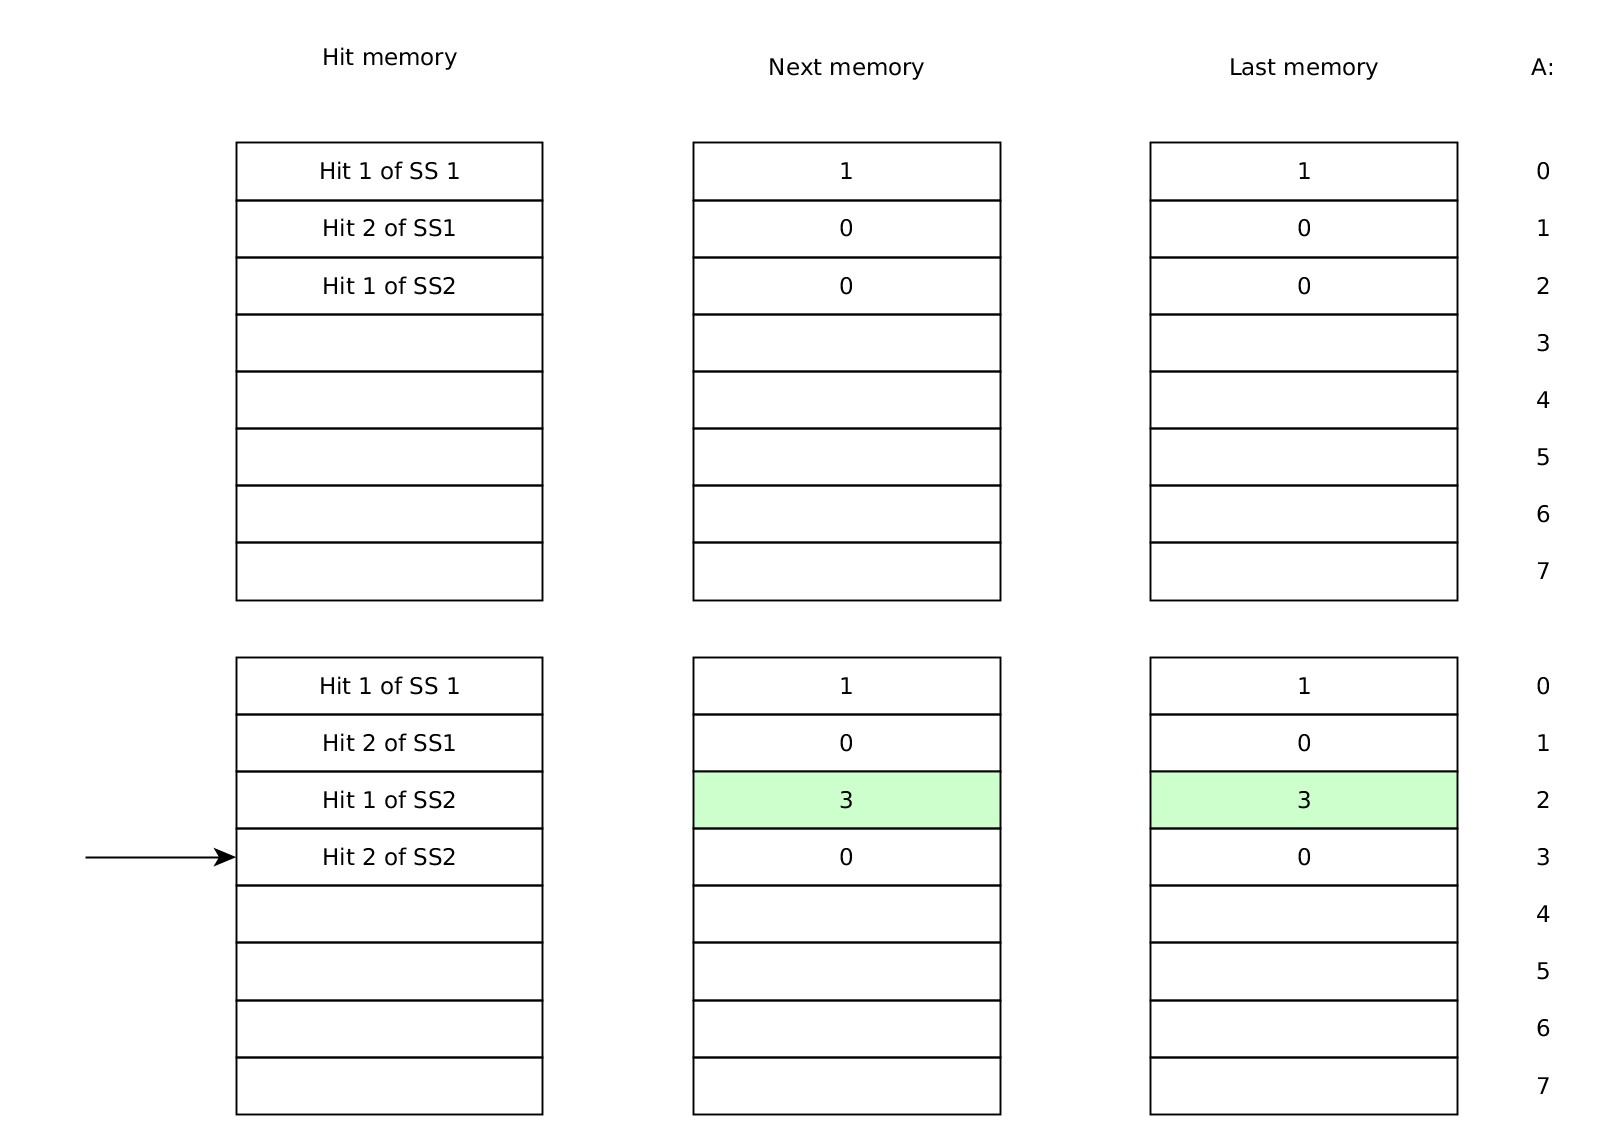 Hit memory Next memory Last memory A:
Hit 1 of SS 1 1 1 0
Hit 2 of SS1 0 0 1
Hit 1 of SS2 0 0 2
3
4
5
6
7
Hit 1 of SS 1 1 1 0
Hit 2 of SS1 0 0 1
Hit 1 of SS2 3 3 2
Hit 2 of SS2 0 0 3
4
5
6
7